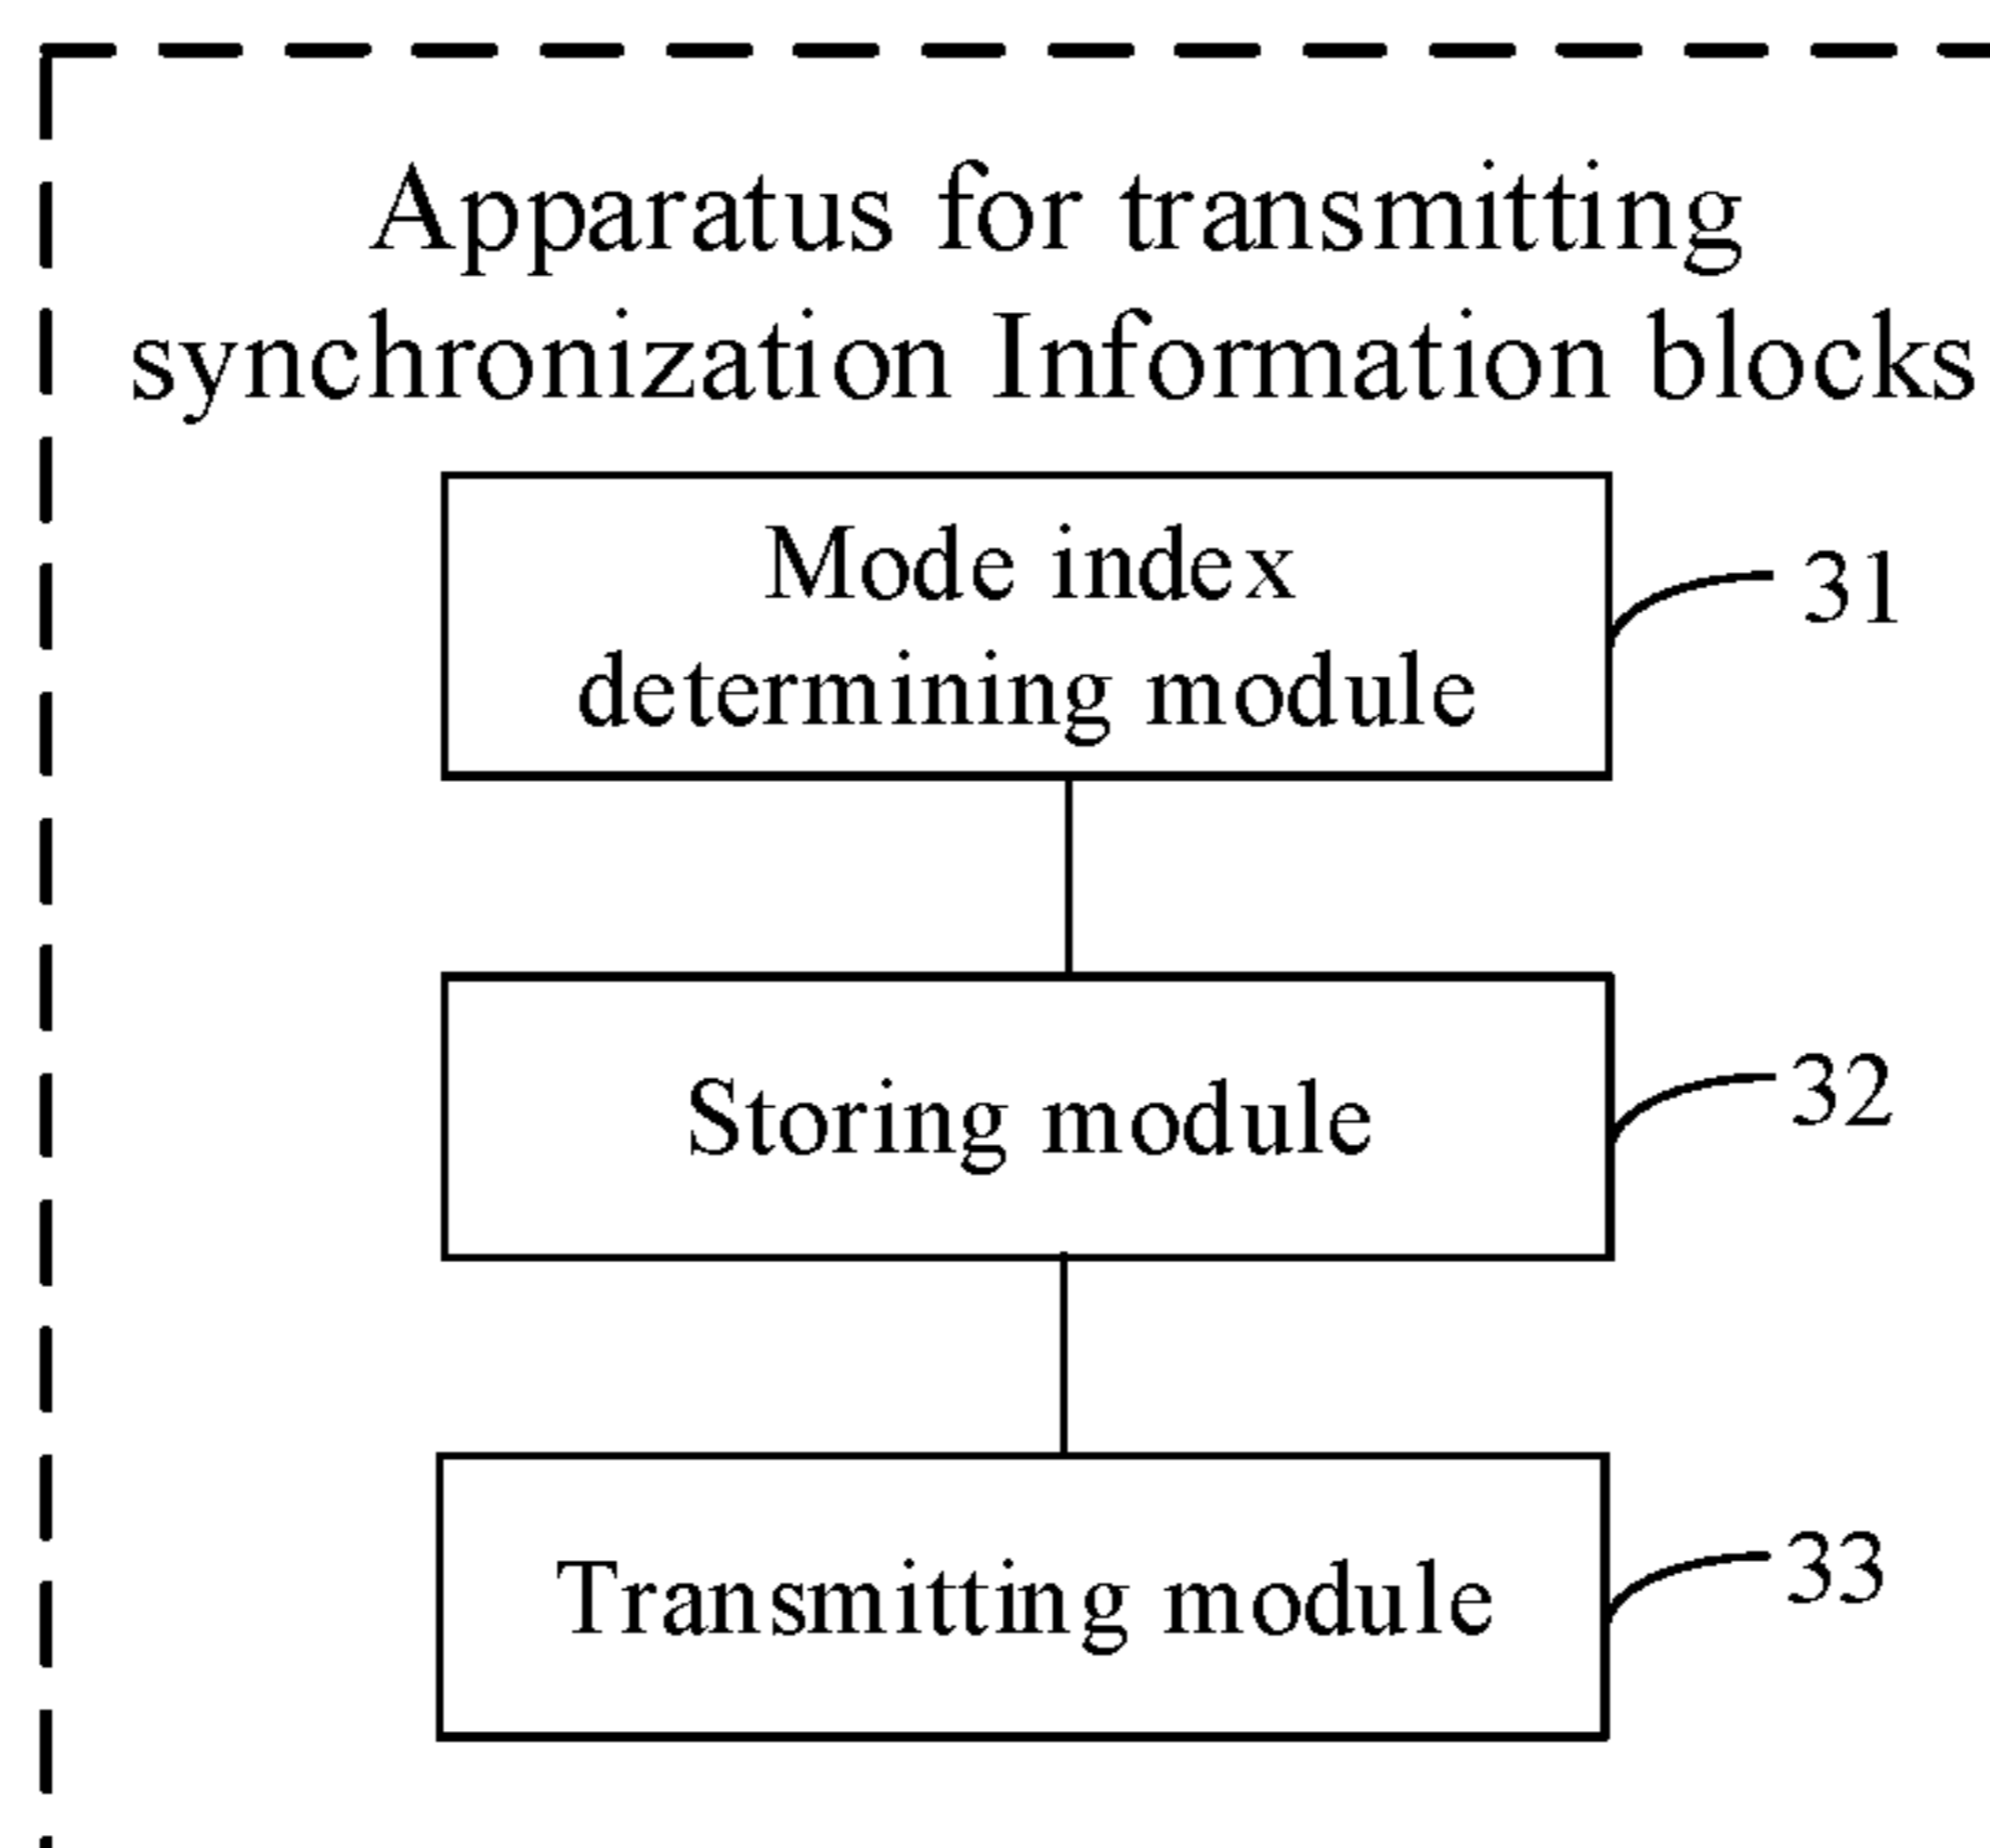 Apparatus for transmitting
synchronization Information blocks
Mode index
determining module
31
Storing module
32
Transmitting module
33